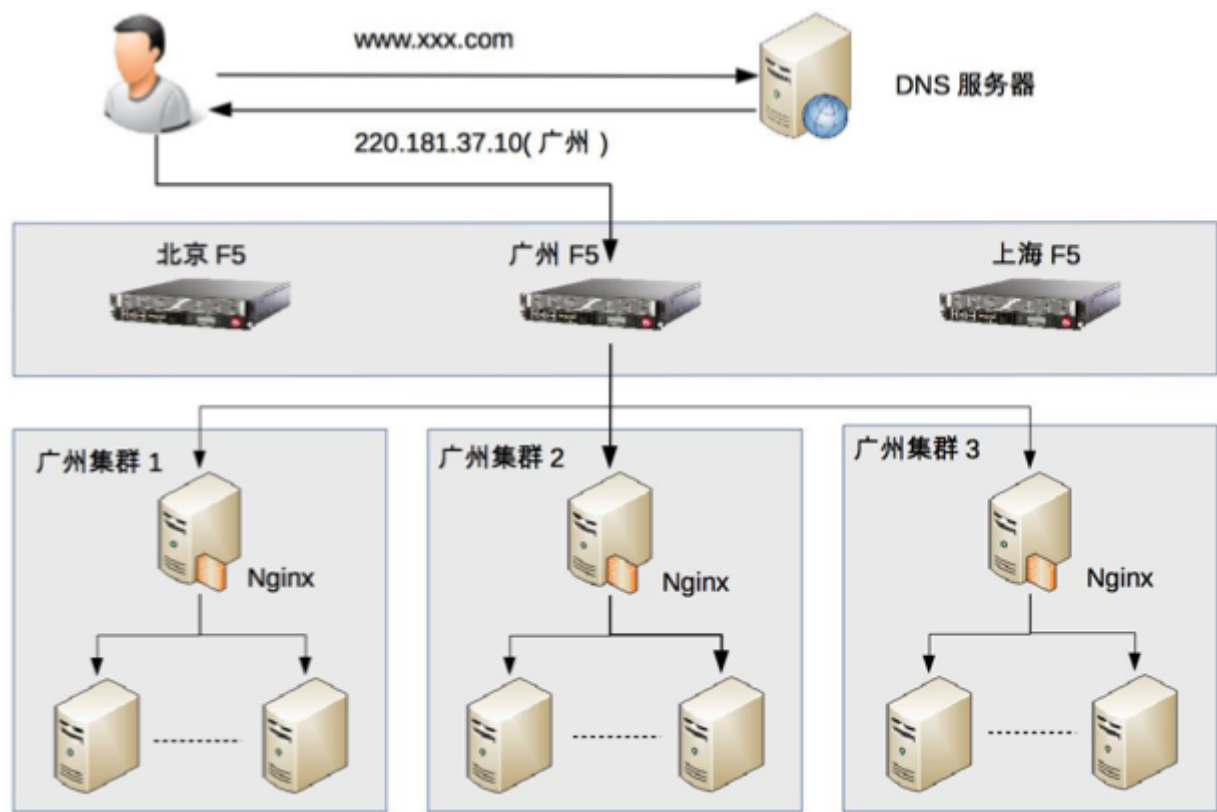 www.xxx.com
DNS 服务器
220.181.37.10( 广州 )
北京 F5
广州 F5
上海 F5
广州集群 1
广州集群 2
广州集群 3
Nginx
Nginx
Nginx